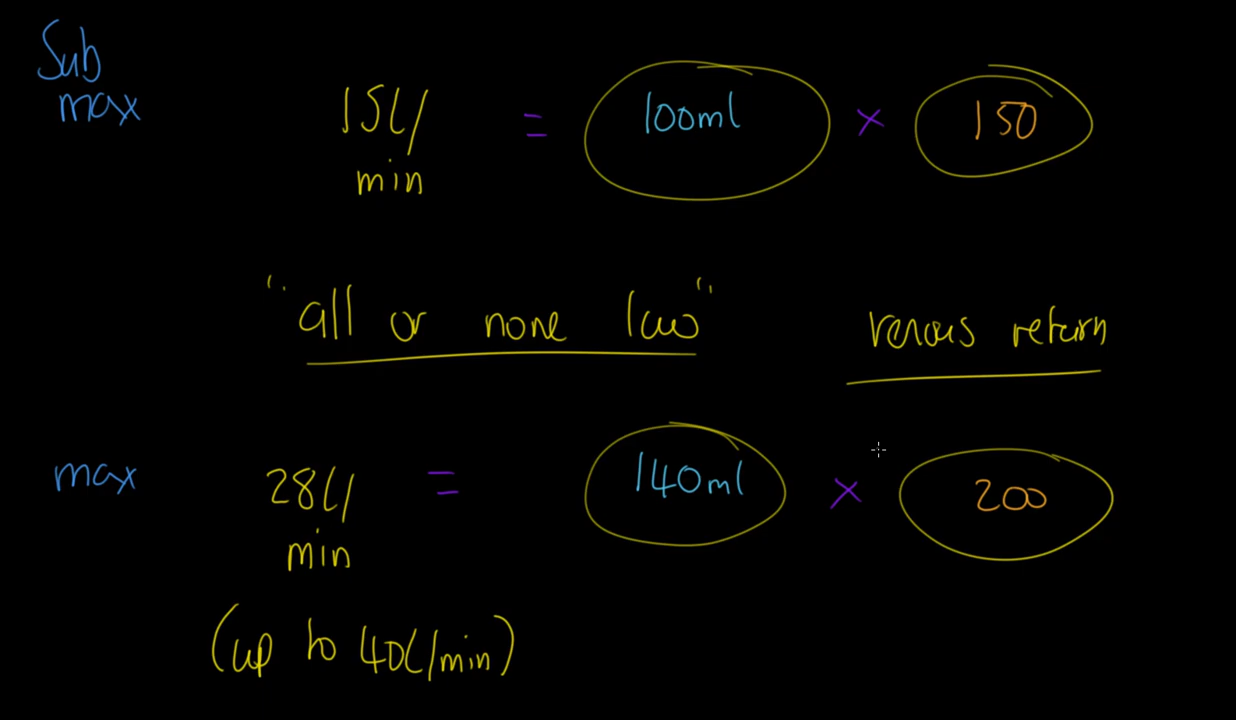 Sub
max
15L/
min
=
100ml
×
150
"all or none law"
venous return
max
28L/
min
=
140ml
×
200
(up to 40L/min)